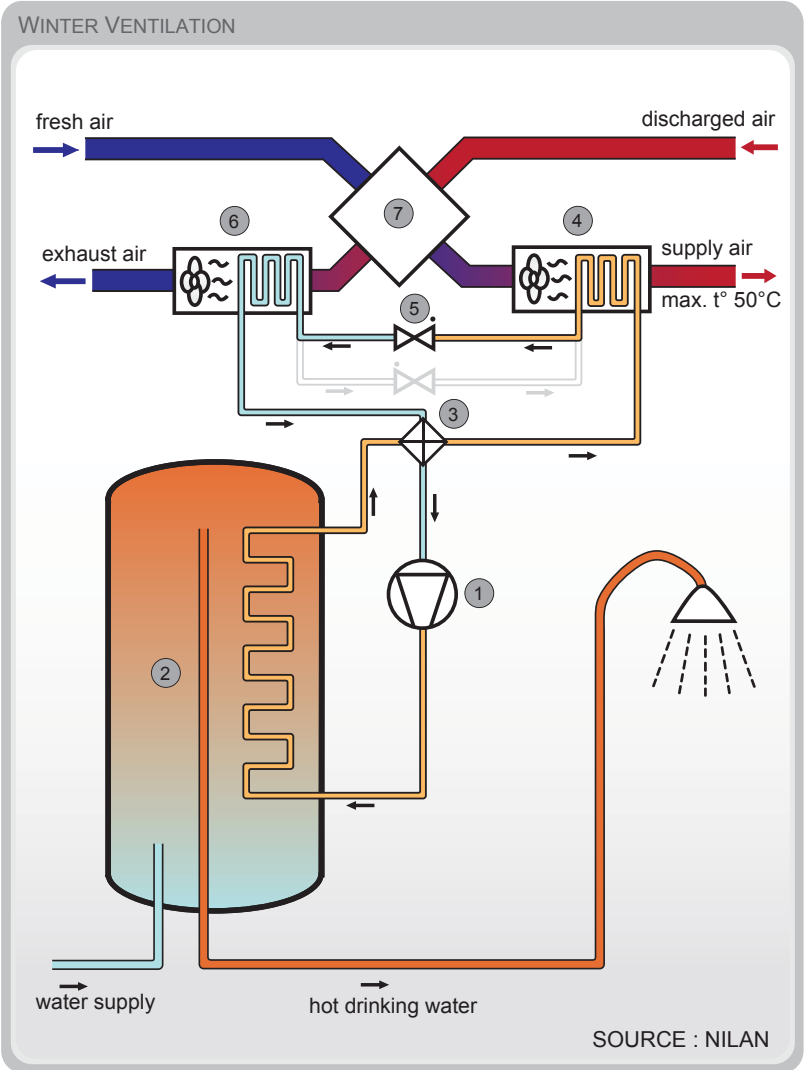 WINTER VENTILATION
fresh air
discharged air
7
6
4
exhaust air
supply air
max. t° 50°C
5
3
1
2
water supply
hot drinking water
SOURCE : NILAN